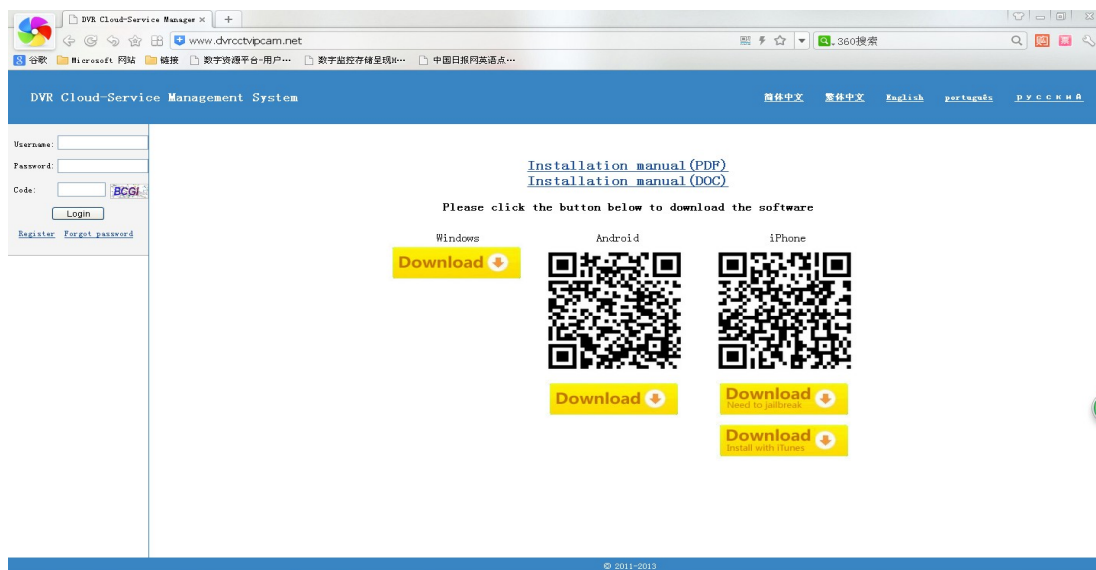 DVR Cloud-Service Manager × +
www.dvrcctvipcam.net
360搜索
谷歌 Microsoft 网站 链接 数字资源平台-用户… 数字监控存储呈现M… 中国日报网英语点…
DVR Cloud-Service Management System
简体中文 繁体中文 English português русский
Username:
Password:
Code: BCGI
Login
Register Forgot password
Installation manual(PDF)
Installation manual(DOC)
Please click the button below to download the software
Windows Android iPhone
Download
Download
Download
Need to jailbreak
Download
Install with iTunes
© 2011-2013